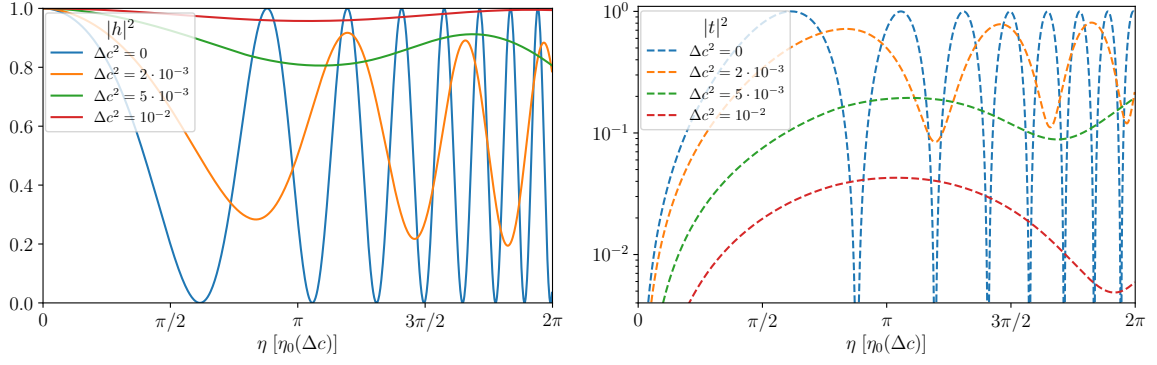 |h|²
Δc² = 0
Δc² = 2 · 10⁻³
Δc² = 5 · 10⁻³
Δc² = 10⁻²
1.0
0.8
0.6
0.4
0.2
0.0
0 π/2 π 3π/2 2π
η [η₀(Δc)]
|t|²
Δc² = 0
Δc² = 2 · 10⁻³
Δc² = 5 · 10⁻³
Δc² = 10⁻²
10⁰
10⁻¹
10⁻²
0 π/2 π 3π/2 2π
η [η₀(Δc)]